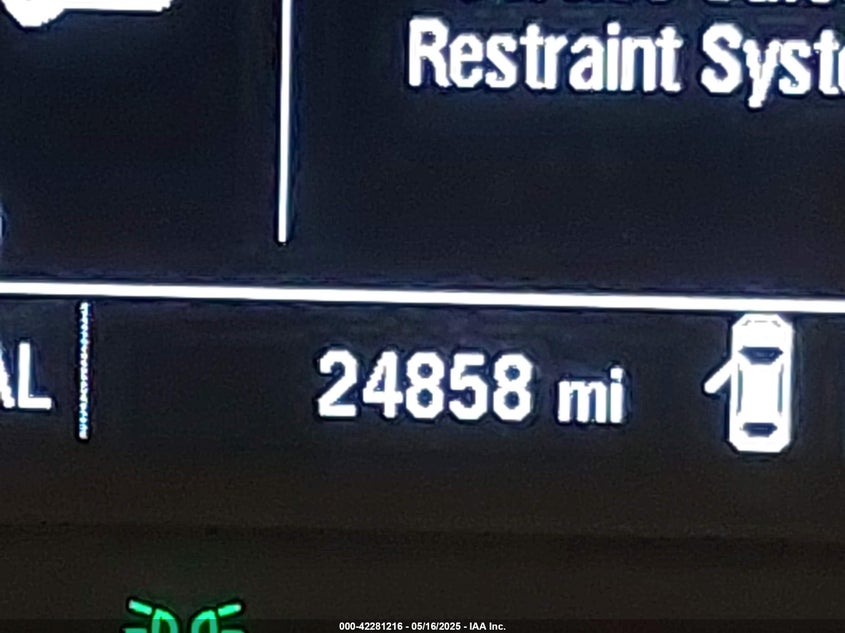 Restraint Syst
AL
24858 mi
000-42281216 - 05/16/2025 - IAA Inc.